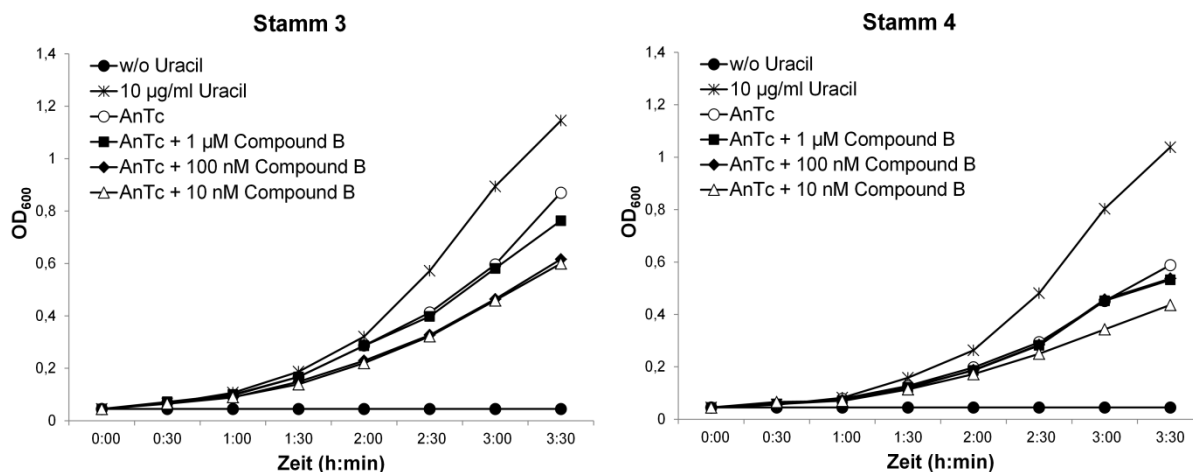 Stamm 3
1,4
1,2
1
0,8
0,6
0,4
0,2
0
OD600
w/o Uracil
10 µg/ml Uracil
AnTc
AnTc + 1 µM Compound B
AnTc + 100 nM Compound B
AnTc + 10 nM Compound B
0:00 0:30 1:00 1:30 2:00 2:30 3:00 3:30
Zeit (h:min)
Stamm 4
1,4
1,2
1
0,8
0,6
0,4
0,2
0
OD600
w/o Uracil
10 µg/ml Uracil
AnTc
AnTc + 1 µM Compound B
AnTc + 100 nM Compound B
AnTc + 10 nM Compound B
0:00 0:30 1:00 1:30 2:00 2:30 3:00 3:30
Zeit (h:min)